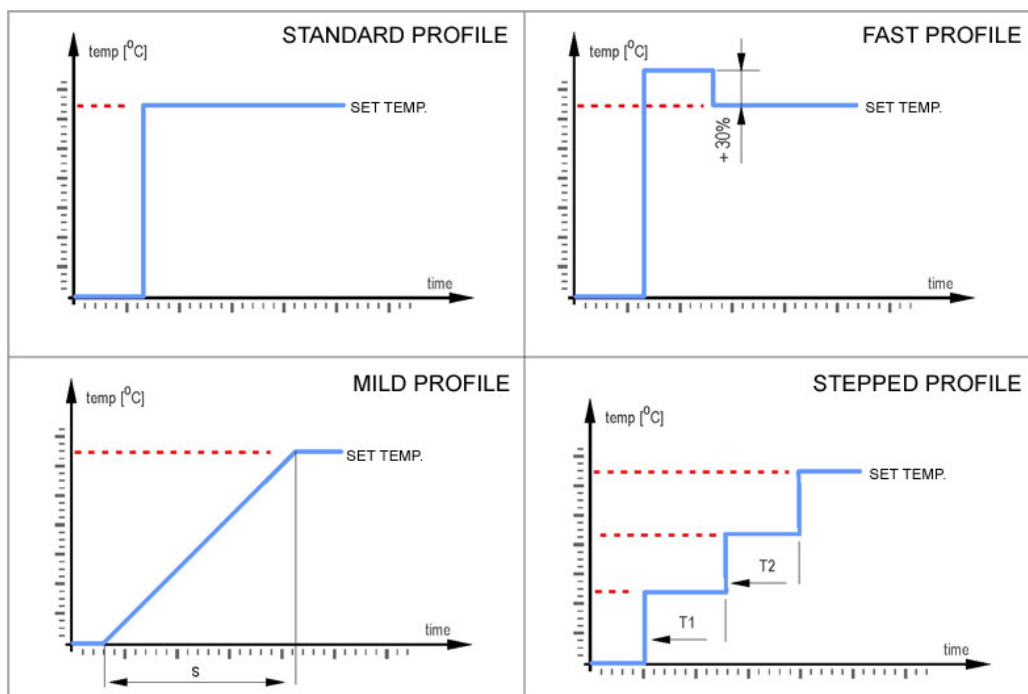 STANDARD PROFILE
temp [°C]
SET TEMP.
time
FAST PROFILE
temp [°C]
SET TEMP.
+ 30%
time
MILD PROFILE
temp [°C]
SET TEMP.
time
s
STEPPED PROFILE
temp [°C]
SET TEMP.
T2
T1
time